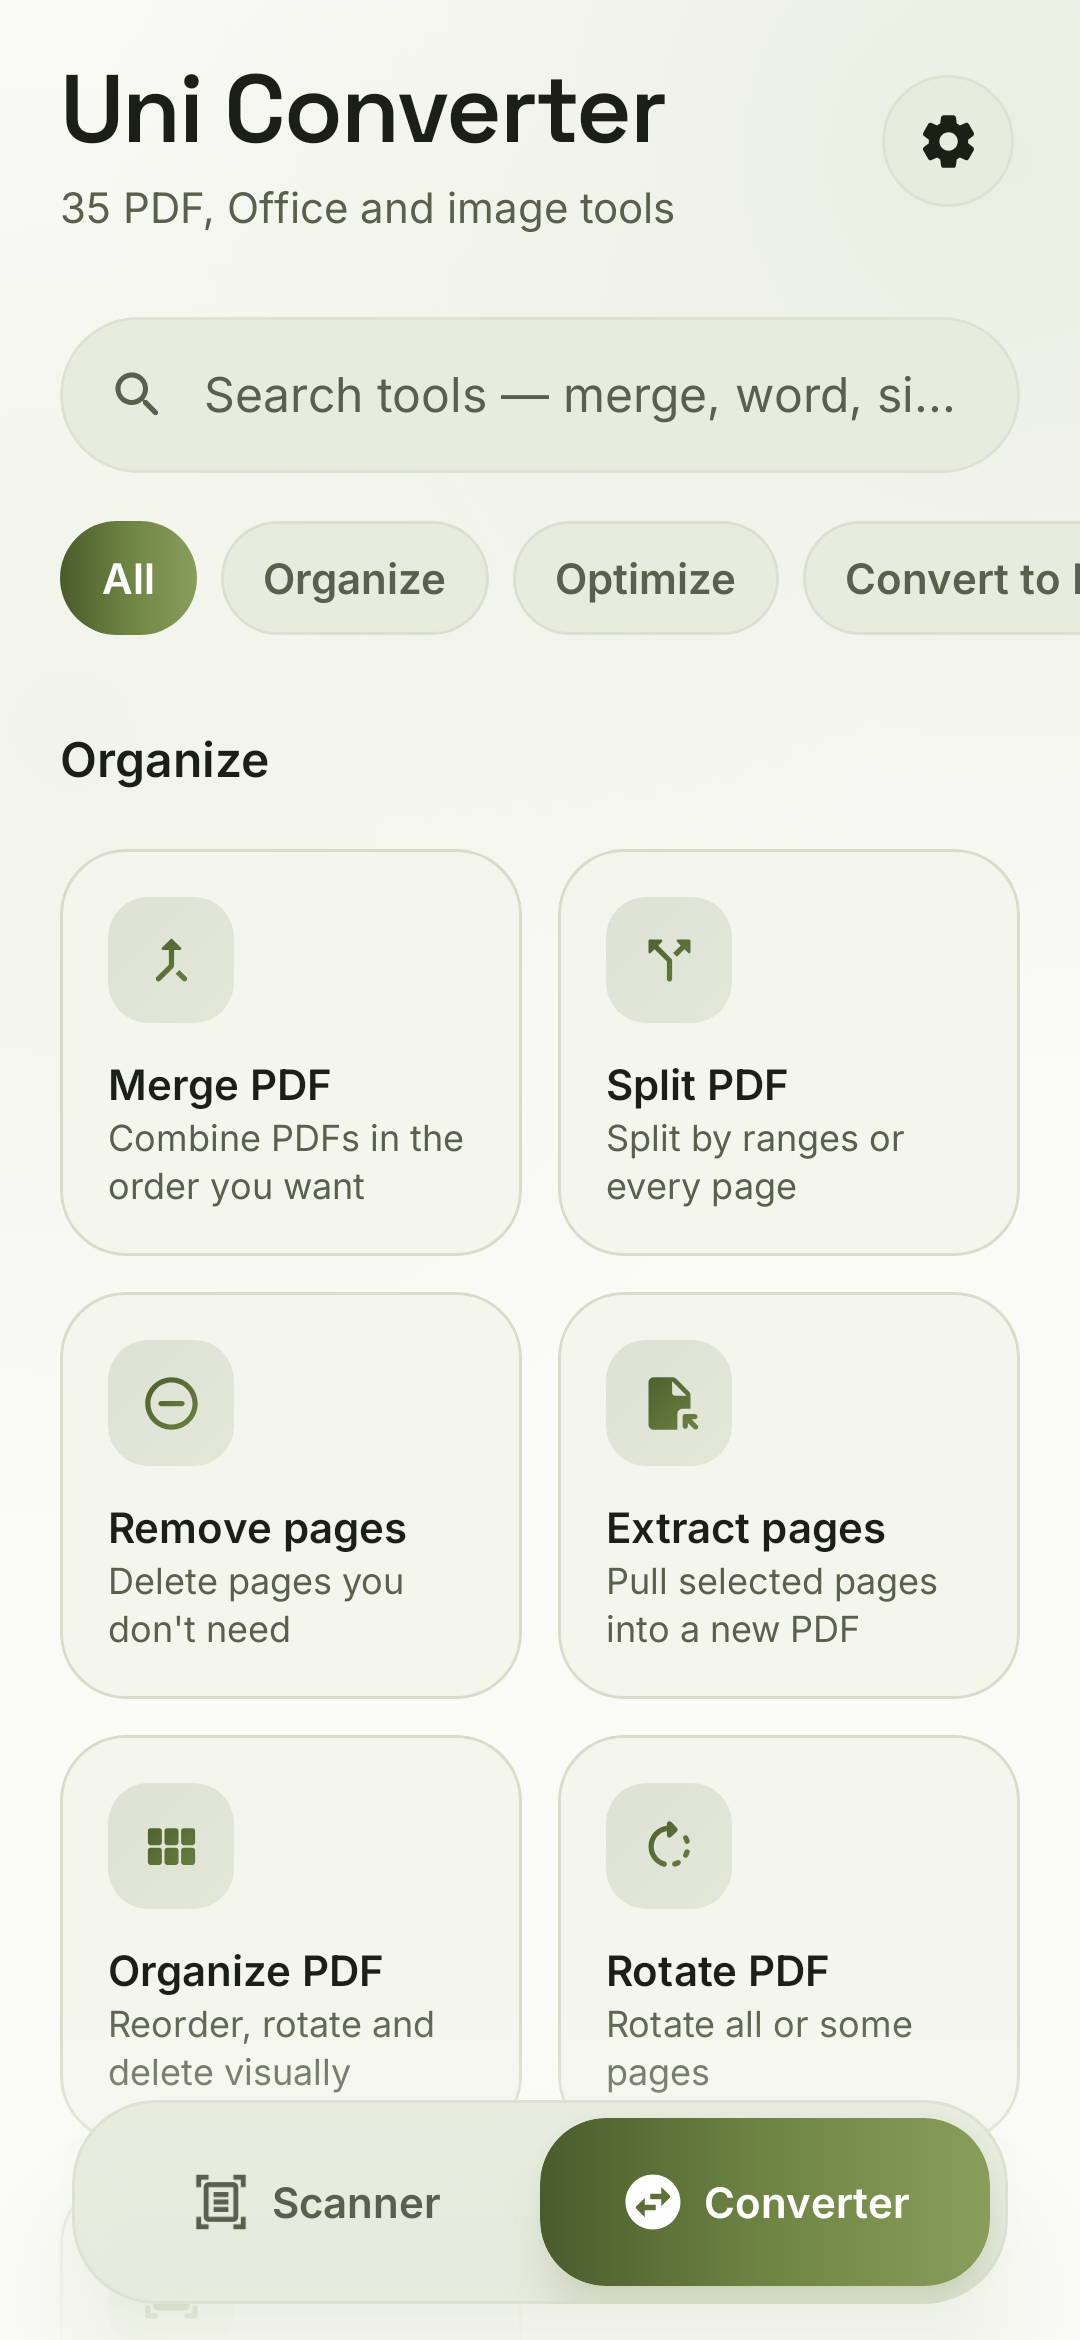 Uni Converter
35 PDF, Office and image tools
Search tools — merge, word, si...
All
Organize
Optimize
Convert to
Organize
Merge PDF
Combine PDFs in the
order you want
Split PDF
Split by ranges or
every page
Remove pages
Delete pages you
don't need
Extract pages
Pull selected pages
into a new PDF
Organize PDF
Reorder, rotate and
delete visually
Rotate PDF
Rotate all or some
pages
Scanner
Converter